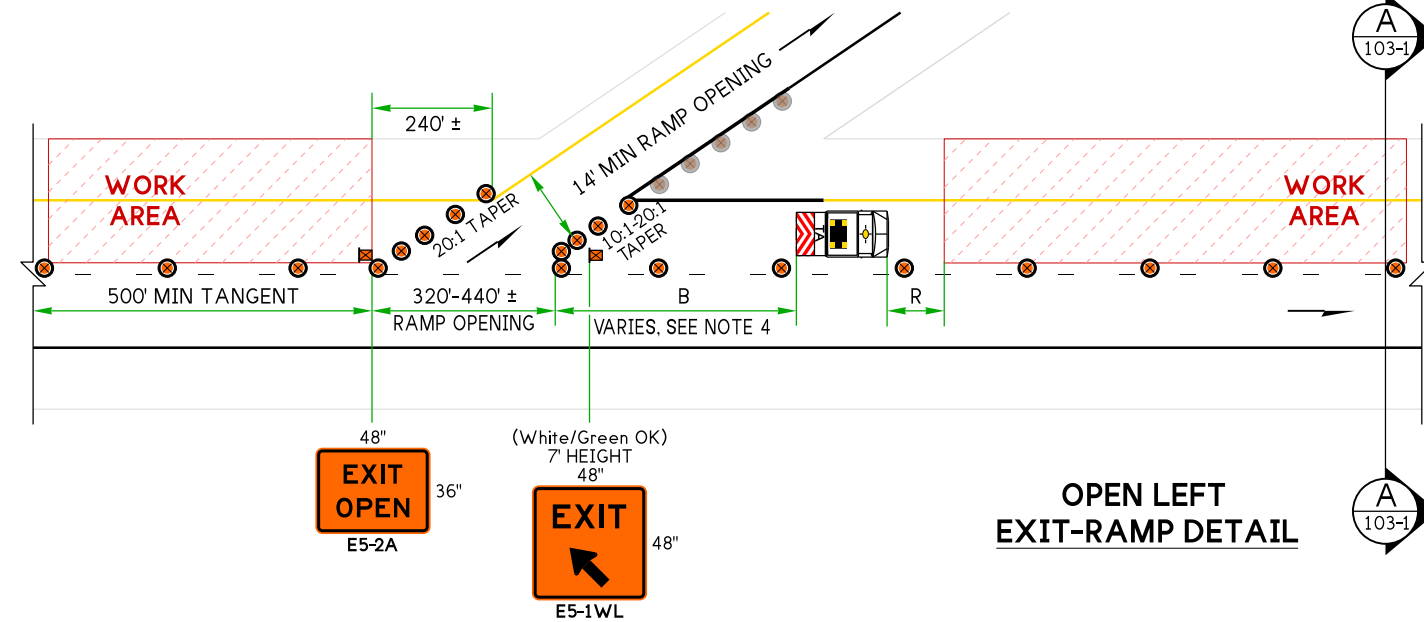 A
103-1
240' ±
14' MIN RAMP OPENING
WORK
AREA
20:1 TAPER
10:1-20:1
TAPER
TA
WORK
AREA
500' MIN TANGENT
320'-440' ±
RAMP OPENING
B
VARIES, SEE NOTE 4
R
48"
EXIT
OPEN
36"
E5-2A
(White/Green OK)
7' HEIGHT
48"
EXIT
48"
E5-1WL
OPEN LEFT
EXIT-RAMP DETAIL
A
103-1